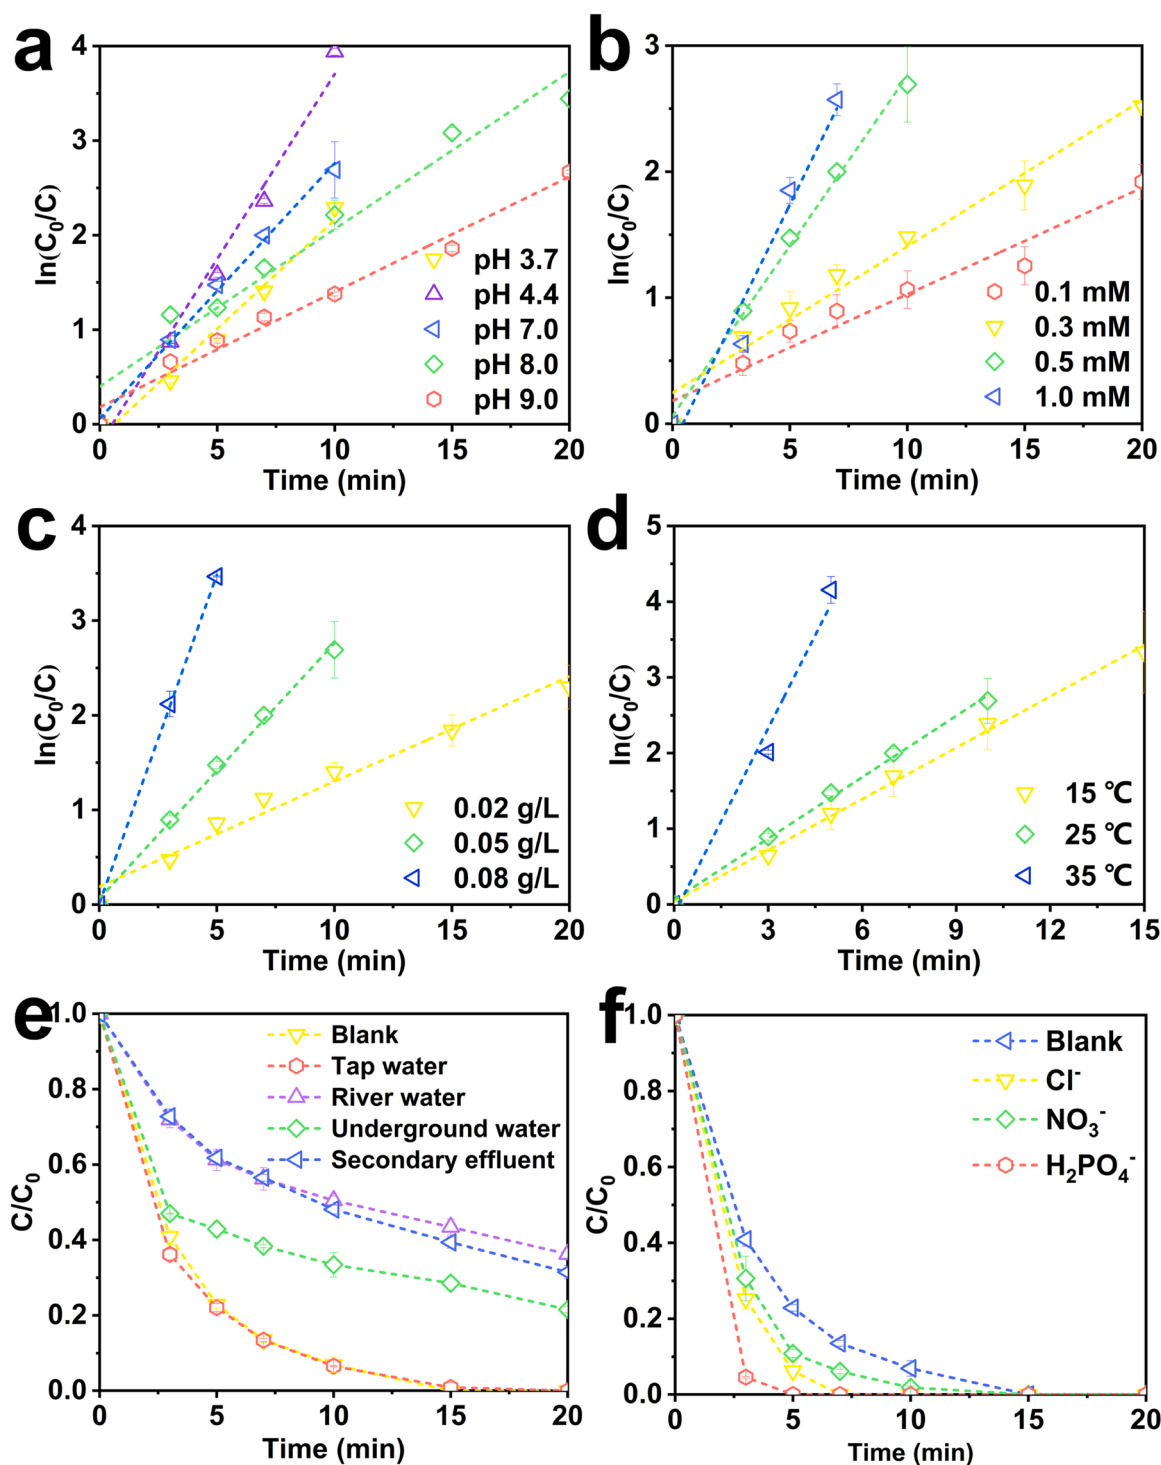 a
4
3
2
1
0
ln(C₀/C)
0 5 10 15 20
Time (min)
pH 3.7
pH 4.4
pH 7.0
pH 8.0
pH 9.0
b
3
2
1
0
ln(C₀/C)
0 5 10 15 20
Time (min)
0.1 mM
0.3 mM
0.5 mM
1.0 mM
c
4
3
2
1
0
ln(C₀/C)
0 5 10 15 20
Time (min)
0.02 g/L
0.05 g/L
0.08 g/L
d
5
4
3
2
1
0
ln(C₀/C)
0 3 6 9 12 15
Time (min)
15 ℃
25 ℃
35 ℃
e
1.0
0.8
0.6
0.4
0.2
0.0
C/C₀
0 5 10 15 20
Time (min)
Blank
Tap water
River water
Underground water
Secondary effluent
f
1.0
0.8
0.6
0.4
0.2
0.0
C/C₀
0 5 10 15 20
Time (min)
Blank
Cl⁻
NO₃⁻
H₂PO₄⁻